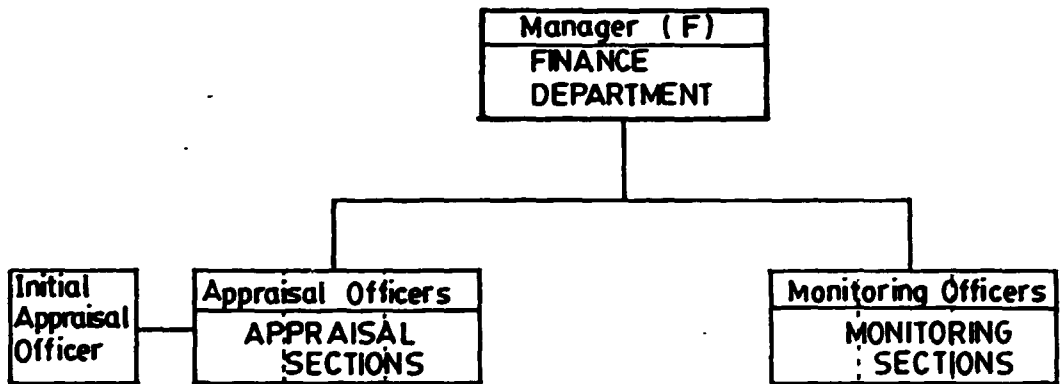 Manager (F)
FINANCE
DEPARTMENT
Initial
Appraisal
Officer
Appraisal Officers
APPRAISAL
SECTIONS
Monitoring Officers
MONITORING
SECTIONS